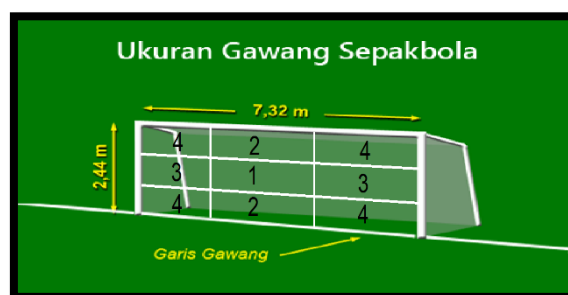 Ukuran Gawang Sepakbola
7,32 m
2,44 m
4 2 4
3 1 3
4 2 4
Garis Gawang